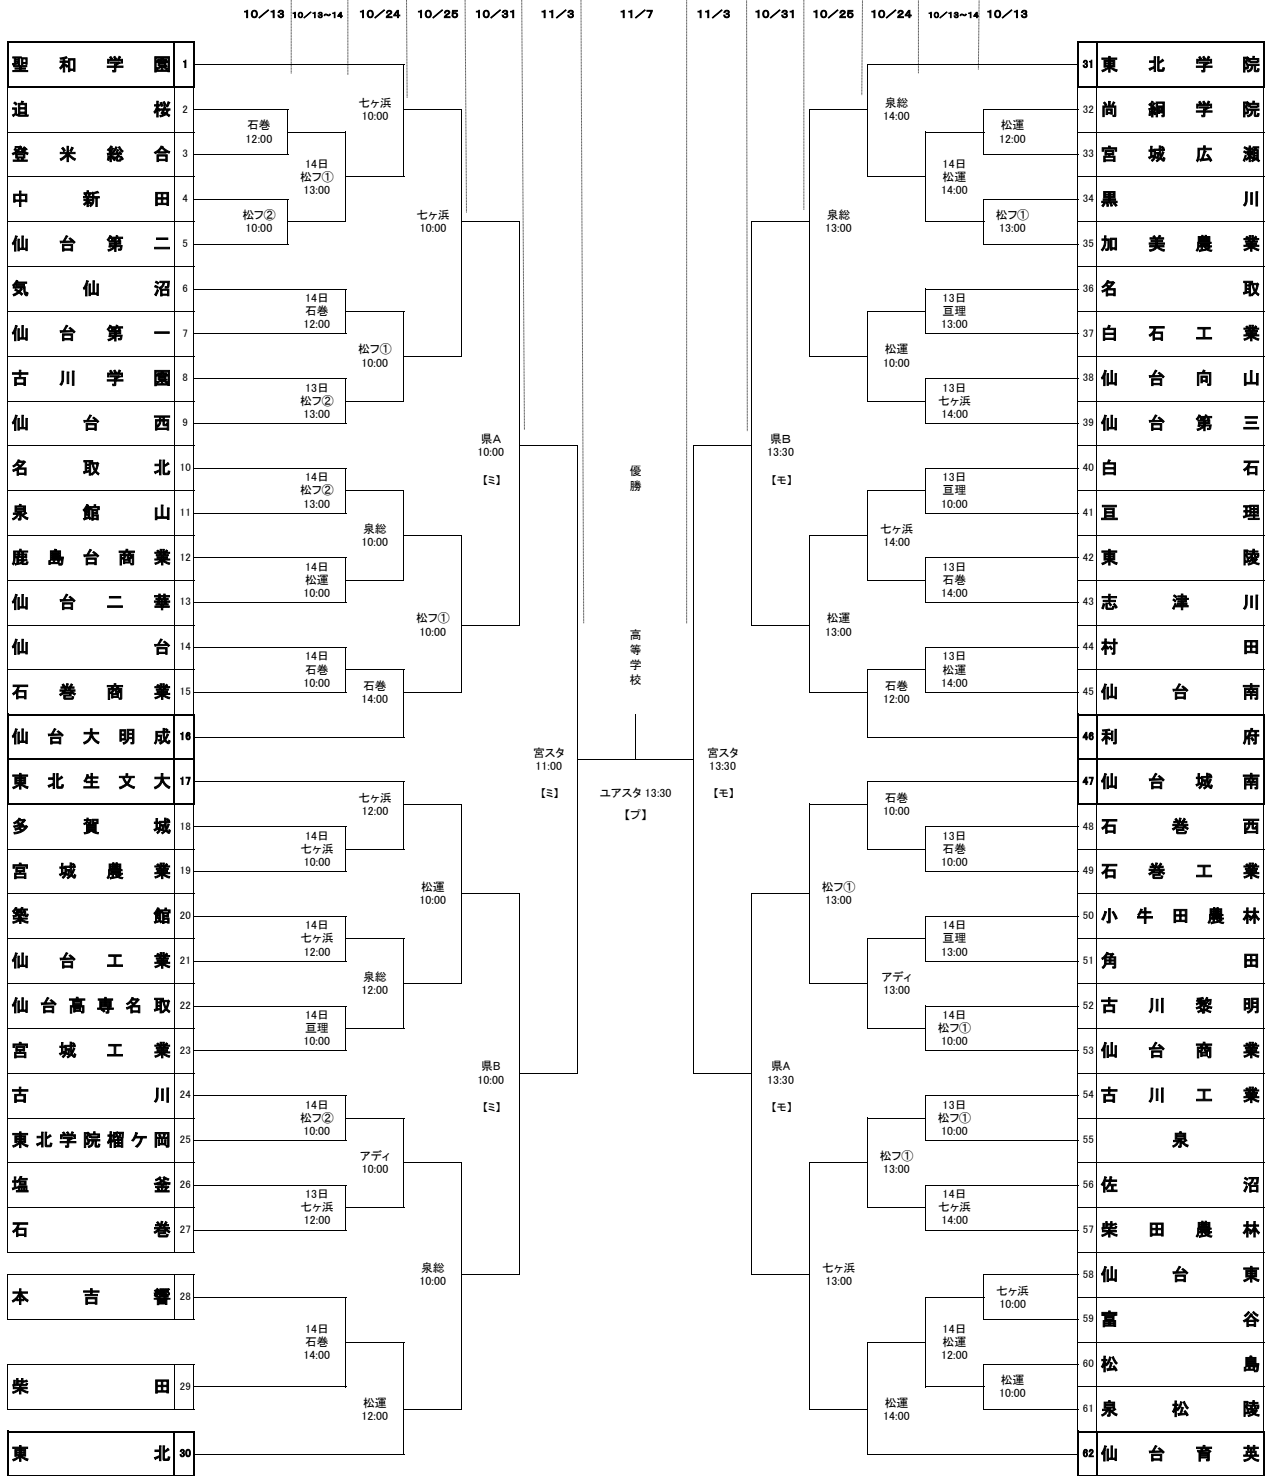 10/13 10/13~14 10/24 10/25 10/31 11/3 11/7 11/3 10/31 10/25 10/24 10/13~14 10/13
聖和学園 1
迫桜 2
登米総合 3
中新田 4
仙台第二 5
気仙沼 6
仙台第一 7
古川学園 8
仙台西 9
名取北 10
泉館山 11
鹿島台商業 12
仙台二華 13
仙台 14
石巻商業 15
仙台大明成 16
東北生文大 17
多賀城 18
宮城農業 19
築館 20
仙台工業 21
仙台高専名取 22
宮城工業 23
古川 24
東北学院榴ケ岡 25
塩釜 26
石巻 27
本吉響 28
柴田 29
東北 30
石巻
12:00
松フ②
10:00
14日
松フ①
13:00
14日
石巻
12:00
13日
松フ②
13:00
14日
松フ②
13:00
14日
松運
10:00
14日
石巻
10:00
14日
七ヶ浜
10:00
14日
七ヶ浜
12:00
14日
亘理
10:00
14日
松フ②
10:00
13日
七ヶ浜
12:00
14日
石巻
14:00
七ヶ浜
10:00
松フ①
10:00
泉総
10:00
石巻
14:00
七ヶ浜
12:00
泉総
12:00
アディ
10:00
松運
12:00
七ヶ浜
10:00
松フ①
10:00
松運
10:00
泉総
10:00
県A
10:00
【ミ】
県B
10:00
【ミ】
宮スタ
11:00
【ミ】
優勝
高等学校
ユアスタ 13:30
【プ】
宮スタ
13:30
【モ】
県B
13:30
【モ】
県A
13:30
【モ】
泉総
13:00
松運
13:00
松フ①
13:00
七ヶ浜
13:00
泉総
14:00
松運
10:00
七ヶ浜
14:00
石巻
12:00
石巻
10:00
アディ
13:00
松フ①
13:00
松運
14:00
14日
松運
14:00
13日
亘理
13:00
13日
七ヶ浜
14:00
13日
亘理
10:00
13日
石巻
14:00
13日
松運
14:00
13日
石巻
10:00
14日
亘理
13:00
14日
松フ①
10:00
13日
松フ①
10:00
14日
七ヶ浜
14:00
14日
松運
12:00
松運
12:00
松フ①
13:00
七ヶ浜
10:00
松運
10:00
31 東北学院
32 尚絅学院
33 宮城広瀬
34 黒川
35 加美農業
36 名取
37 白石工業
38 仙台向山
39 仙台第三
40 白石
41 亘理
42 東陵
43 志津川
44 村田
45 仙台南
46 利府
47 仙台城南
48 石巻西
49 石巻工業
50 小牛田農林
51 角田
52 古川黎明
53 仙台商業
54 古川工業
55 泉
56 佐沼
57 柴田農林
58 仙台東
59 富谷
60 松島
61 泉松陵
62 仙台育英